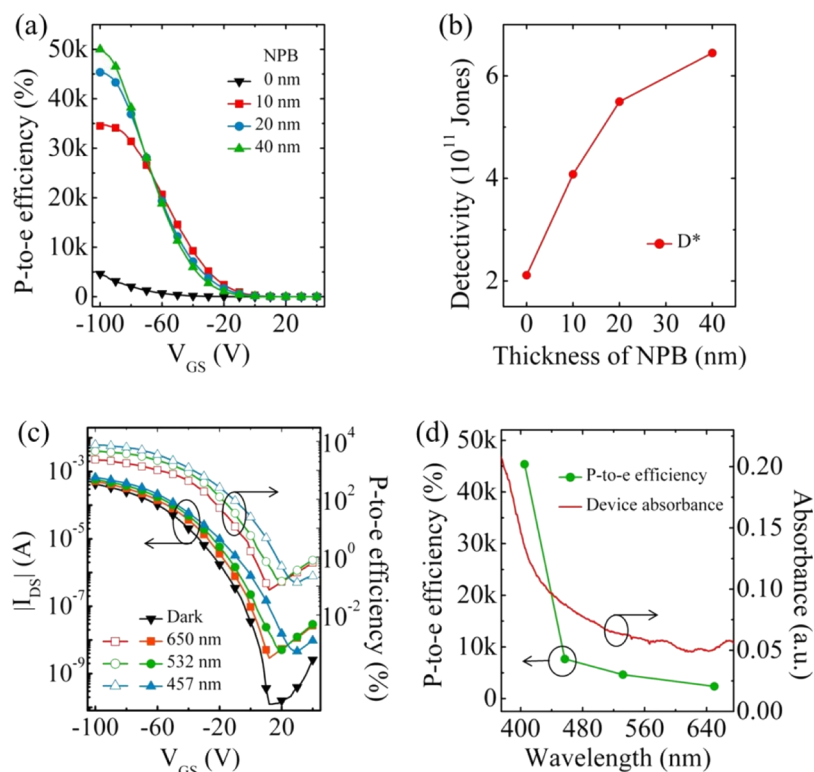 (a)
P-to-e efficiency (%)
50k
40k
30k
20k
10k
0
NPB
0 nm
10 nm
20 nm
40 nm
-100 -60 -20 20
V_GS (V)
(b)
Detectivity (10^11 Jones)
6
4
2
D*
0 10 20 30 40
Thickness of NPB (nm)
(c)
|I_DS| (A)
10^-3
10^-5
10^-7
10^-9
10^4
10^2
10^0
10^-2
P-to-e efficiency (%)
Dark
650 nm
532 nm
457 nm
-100 -60 -20 20
V_GS (V)
(d)
P-to-e efficiency (%)
50k
40k
30k
20k
10k
0
P-to-e efficiency
Device absorbance
0.20
0.15
0.10
0.05
0.00
Absorbance (a.u.)
400 480 560 640
Wavelength (nm)